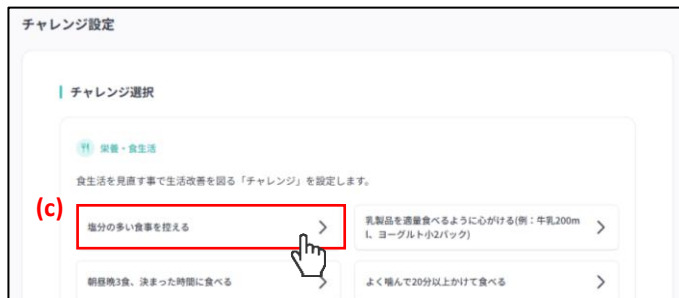 チャレンジ設定
チャレンジ選択
栄養・食生活
食生活を見直す事で生活改善を図る「チャレンジ」を設定します。
(c)
塩分の多い食事を控える
乳製品を適量食べるように心がける(例：牛乳200m
l、ヨーグルト小2パック)
朝昼晩3食、決まった時間に食べる
よく噛んで20分以上かけて食べる